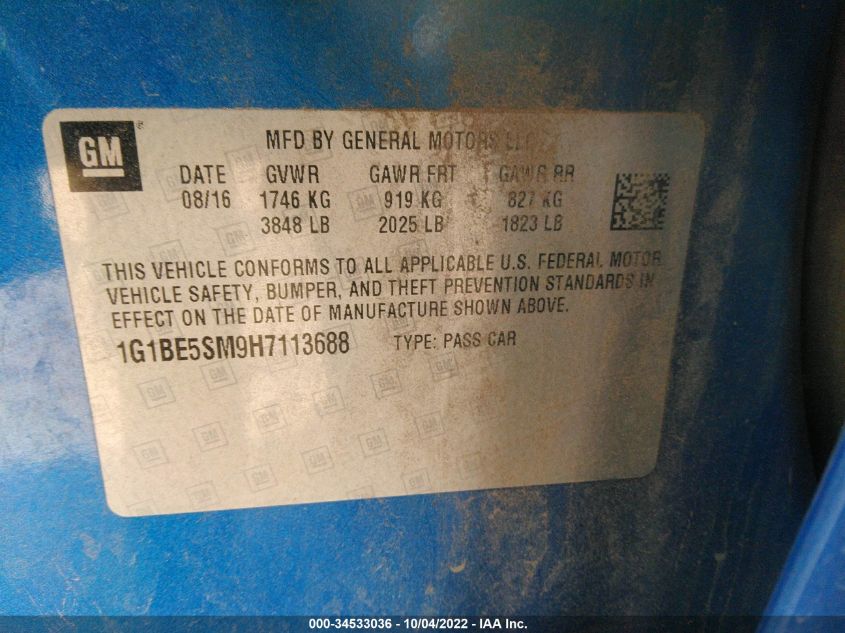 GM
MFD BY GENERAL MOTORS LLC
DATE GVWR GAWR FRT GAWR RR
08/16 1746 KG 919 KG 827 KG
3848 LB 2025 LB 1823 LB
THIS VEHICLE CONFORMS TO ALL APPLICABLE U.S. FEDERAL MOTOR
VEHICLE SAFETY, BUMPER, AND THEFT PREVENTION STANDARDS IN
EFFECT ON THE DATE OF MANUFACTURE SHOWN ABOVE.
1G1BE5SM9H7113688 TYPE: PASS CAR
000-34533036 - 10/04/2022 - IAA Inc.